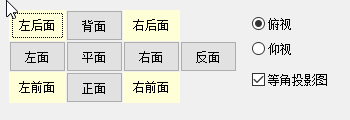 左后面 背面 右后面
左面 平面 右面 反面
左前面 正面 右前面
俯视
仰视
等角投影图